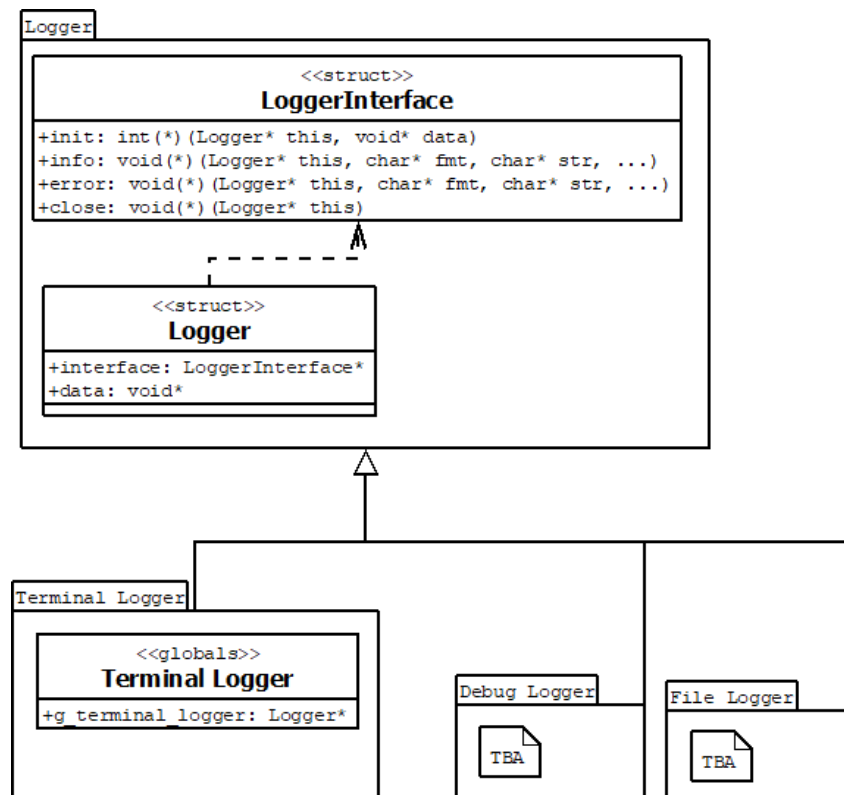 Logger
<<struct>>
LoggerInterface
+init: int(*)(Logger* this, void* data)
+info: void(*)(Logger* this, char* fmt, char* str, ...)
+error: void(*)(Logger* this, char* fmt, char* str, ...)
+close: void(*)(Logger* this)
<<struct>>
Logger
+interface: LoggerInterface*
+data: void*
Terminal Logger
<<globals>>
Terminal Logger
+g_terminal_logger: Logger*
Debug Logger
TBA
File Logger
TBA